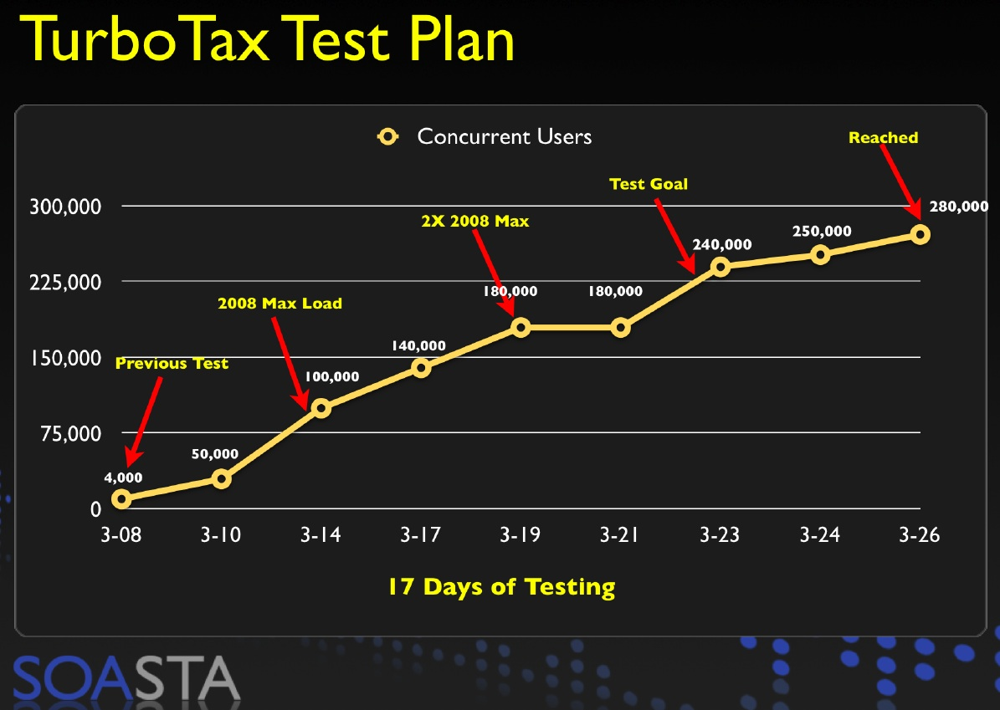 TurboTax Test Plan
Concurrent Users
Reached
Test Goal
300,000
280,000
2X 2008 Max
250,000
240,000
225,000
180,000
180,000
2008 Max Load
140,000
150,000
Previous Test
100,000
75,000
50,000
4,000
0
3-08 3-10 3-14 3-17 3-19 3-21 3-23 3-24 3-26
17 Days of Testing
SOASTA